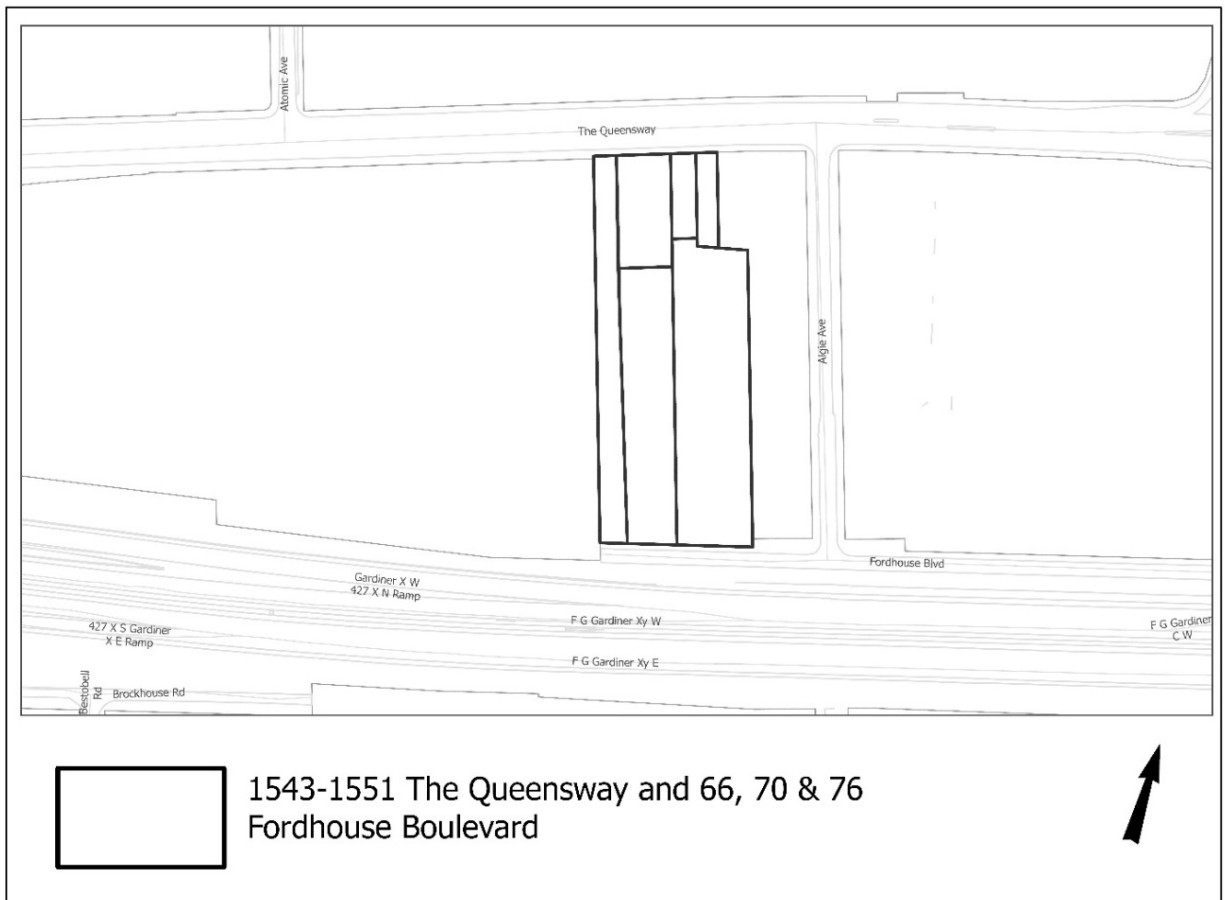 Atomic Ave
The Queensway
Algie Ave
Fordhouse Blvd
Gardiner X W
427 X N Ramp
F G Gardiner Xy W
F G Gardiner
C W
427 X S Gardiner
X E Ramp
F G Gardiner Xy E
Bestobell
Rd
Brockhouse Rd
1543-1551 The Queensway and 66, 70 & 76
Fordhouse Boulevard